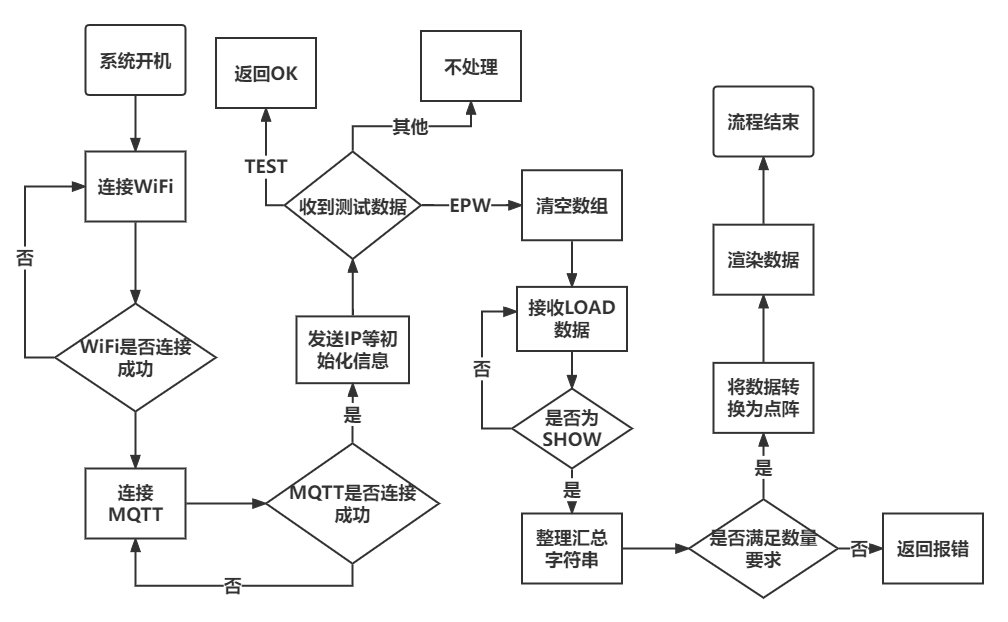 系统开机
连接WiFi
否
WiFi是否连接
成功
连接
MQTT
MQTT是否连接
成功
否
是
发送IP等初
始化信息
收到测试数据
TEST
返回OK
其他
不处理
EPW
清空数组
接收LOAD
数据
否
是否为
SHOW
是
整理汇总
字符串
是否满足数量
要求
否
返回报错
是
将数据转
换为点阵
渲染数据
流程结束